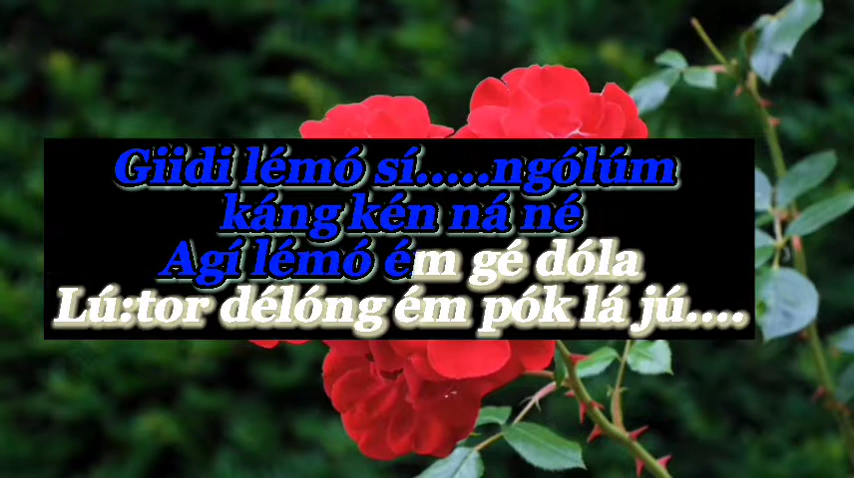 Giidi lémó sí.....ngólúm
káng kén ná né
Agí lémó ém gé dóla
Lú:tor délóng ém pók lá jú....